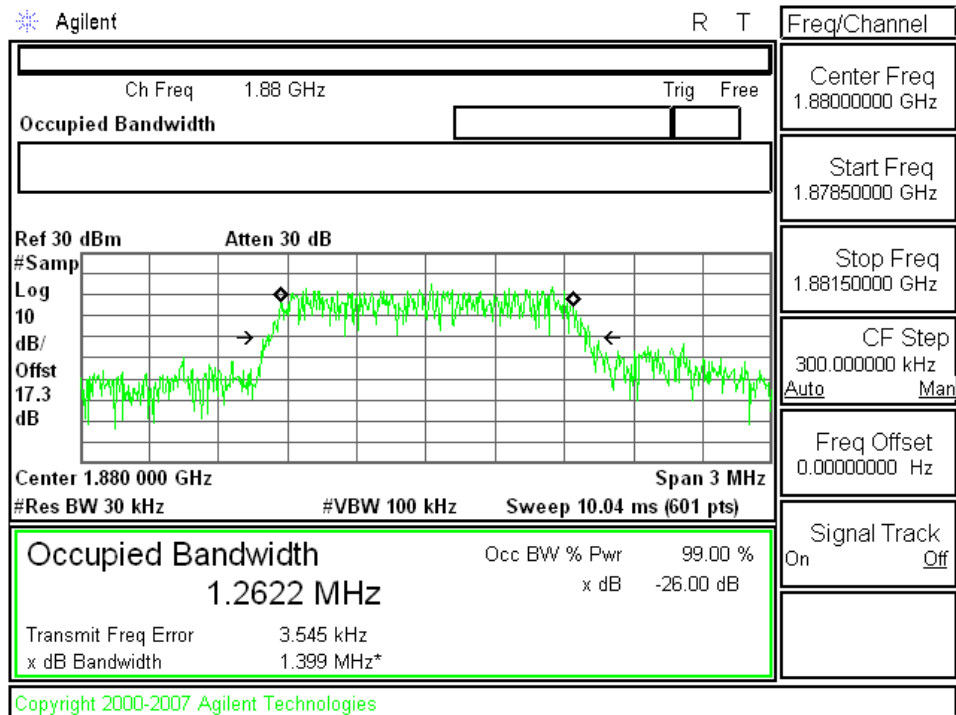 Agilent R T
Ch Freq 1.88 GHz Trig Free
Occupied Bandwidth
Ref 30 dBm Atten 30 dB
#Samp
Log
10
dB/
Offst
17.3
dB
Center 1.880 000 GHz Span 3 MHz
#Res BW 30 kHz #VBW 100 kHz Sweep 10.04 ms (601 pts)
Occupied Bandwidth
1.2622 MHz
Occ BW % Pwr 99.00 %
x dB -26.00 dB
Transmit Freq Error 3.545 kHz
x dB Bandwidth 1.399 MHz*
Copyright 2000-2007 Agilent Technologies
Freq/Channel
Center Freq
1.88000000 GHz
Start Freq
1.87850000 GHz
Stop Freq
1.88150000 GHz
CF Step
300.000000 kHz
Auto Man
Freq Offset
0.00000000 Hz
Signal Track
On Off